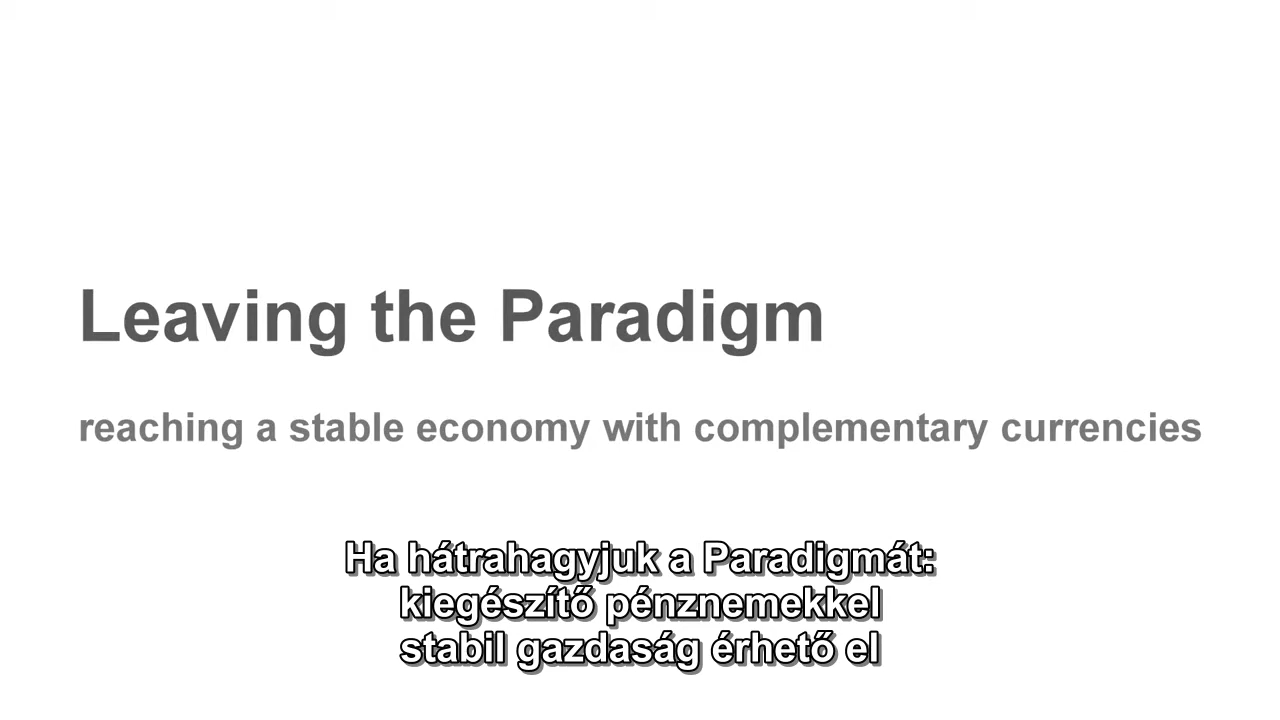 Leaving the Paradigm
reaching a stable economy with complementary currencies
Ha hátrahagyjuk a Paradigmát:
kiegészítő pénznemekkel
stabil gazdaság érhető el